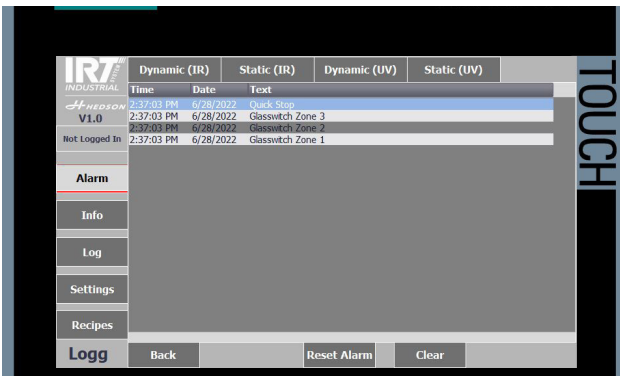 IRT SYSTEM
INDUSTRIAL
HEDSON
V1.0
Not Logged In
Alarm
Info
Log
Settings
Recipes
Logg
Dynamic (IR) Static (IR) Dynamic (UV) Static (UV)
Time Date Text
2:37:03 PM 6/28/2022 Quick Stop
2:37:03 PM 6/28/2022 Glasswitch Zone 3
2:37:03 PM 6/28/2022 Glasswitch Zone 2
2:37:03 PM 6/28/2022 Glasswitch Zone 1
Back Reset Alarm Clear
TOUCH